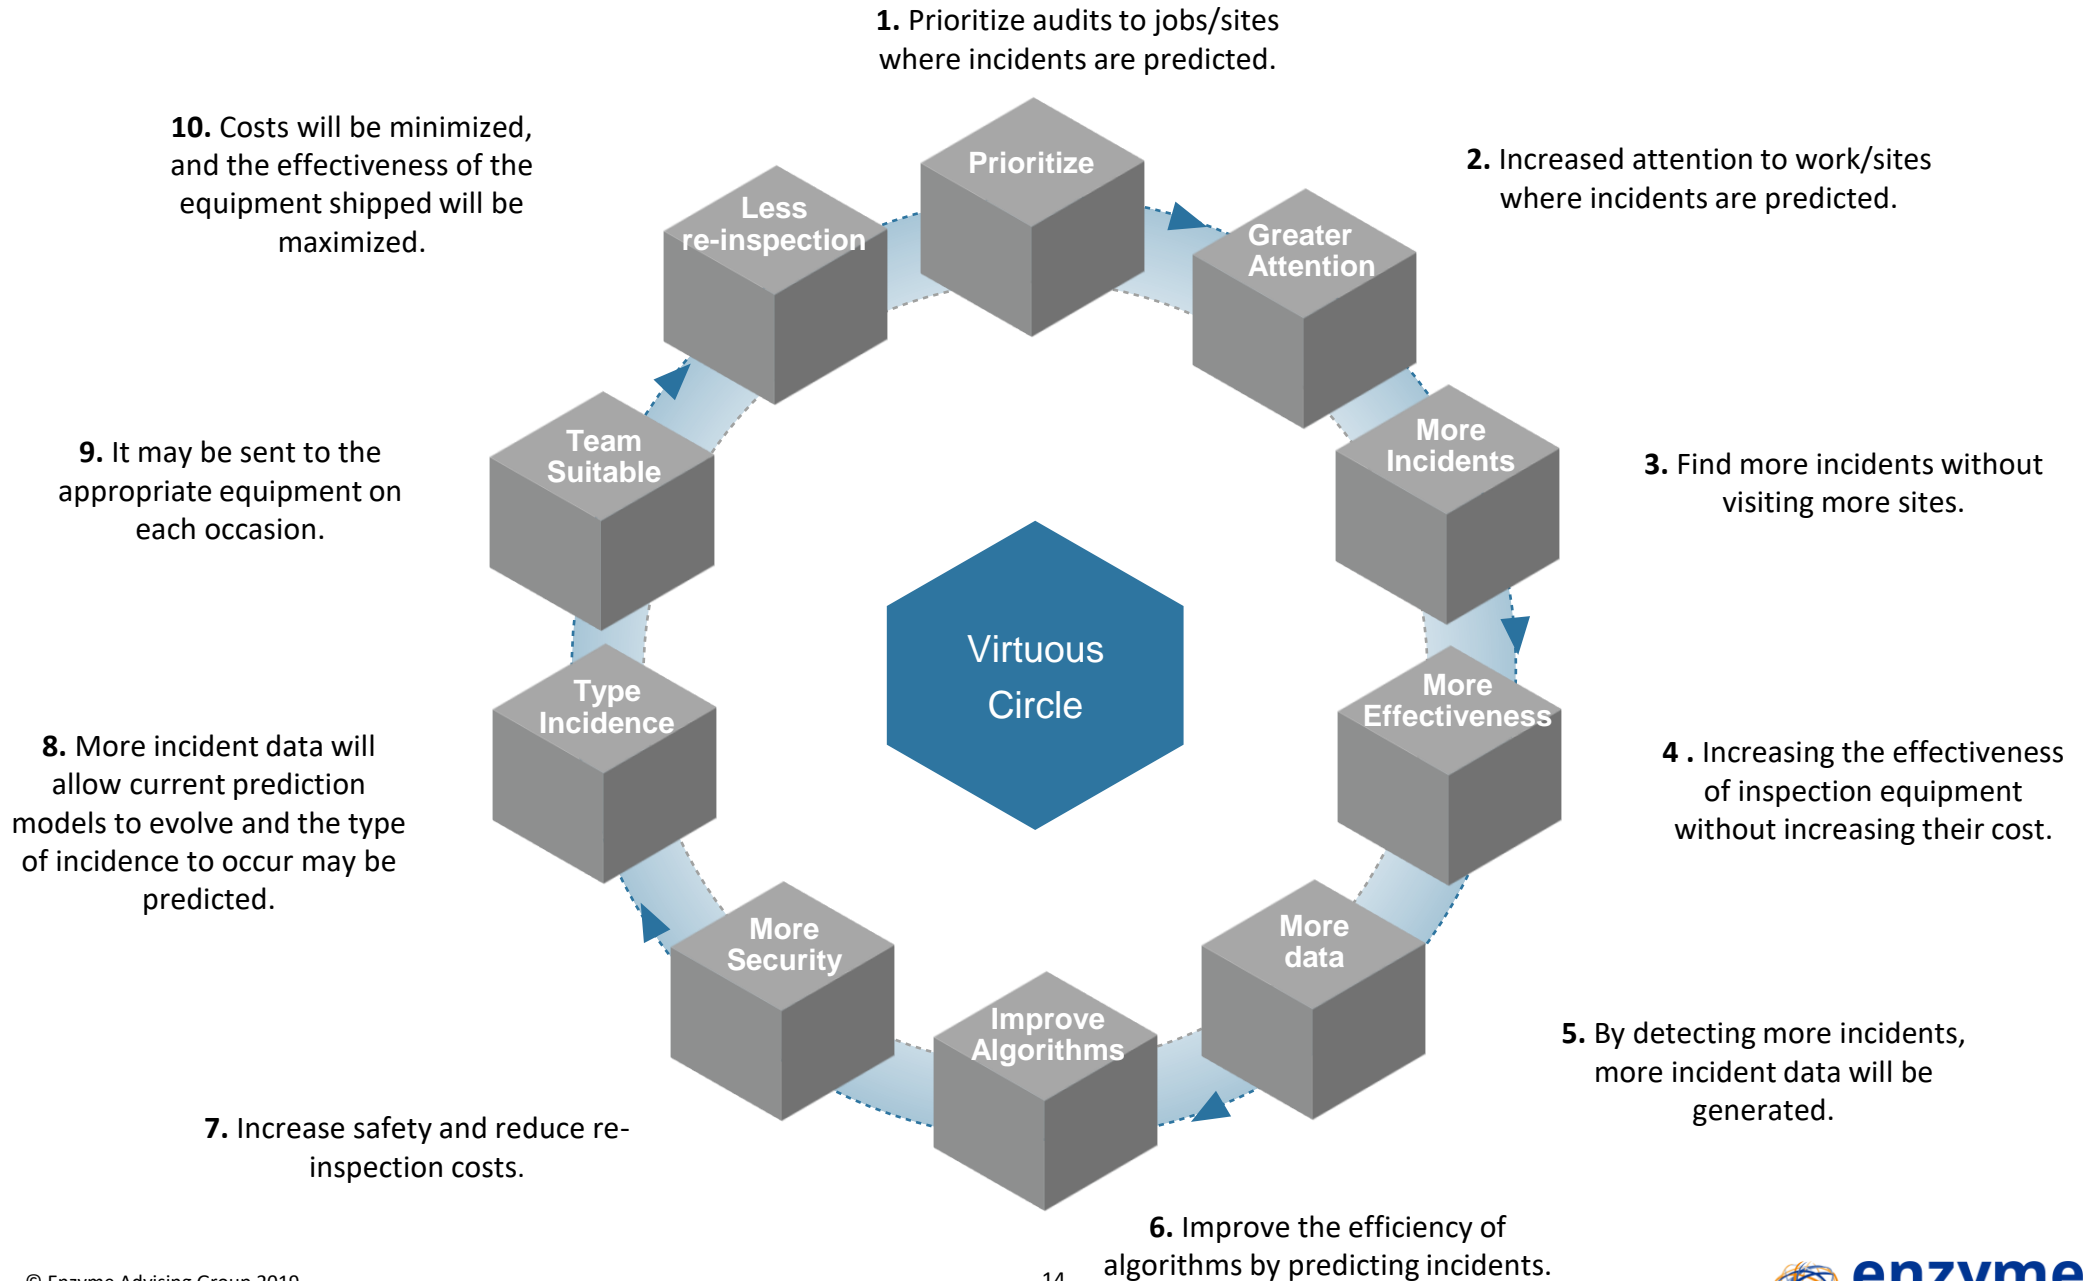 1. Prioritize audits to jobs/sites
where incidents are predicted.
10. Costs will be minimized,
and the effectiveness of the
equipment shipped will be
maximized.
Prioritize
2. Increased attention to work/sites
where incidents are predicted.
Less
re-inspection
Greater
Attention
9. It may be sent to the
appropriate equipment on
each occasion.
Team
Suitable
More
Incidents
3. Find more incidents without
visiting more sites.
Virtuous
Circle
8. More incident data will
allow current prediction
models to evolve and the type
of incidence to occur may be
predicted.
Type
Incidence
More
Effectiveness
4 . Increasing the effectiveness
of inspection equipment
without increasing their cost.
More
Security
More
data
Improve
Algorithms
5. By detecting more incidents,
more incident data will be
generated.
7. Increase safety and reduce re-
inspection costs.
6. Improve the efficiency of
algorithms by predicting incidents.
© Enzyme Advising Group 2019
14
enzyme